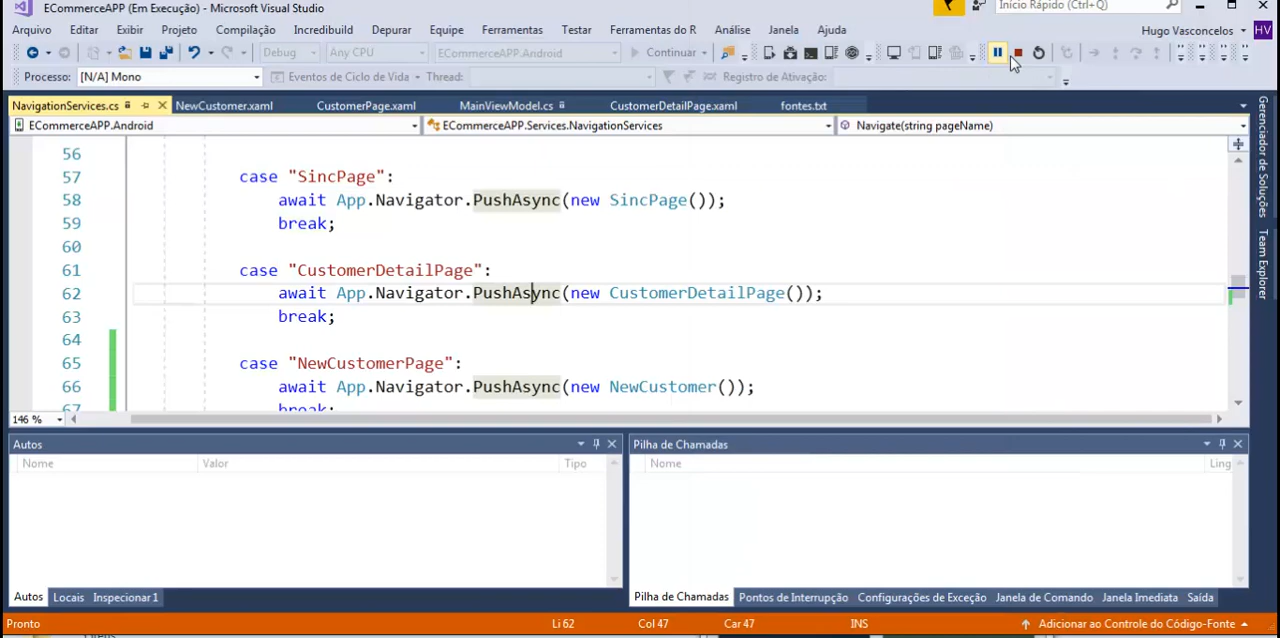 ECommerceAPP (Em Execução) - Microsoft Visual Studio
Início Rápido (Ctrl+Q)
Arquivo Editar Exibir Projeto Compilação Incredibuild Depurar Equipe Ferramentas Testar Ferramentas do R Análise Janela Ajuda Hugo Vasconcelos HV
Debug Any CPU ECommerceAPP.Android Continuar
Processo: [N/A] Mono Eventos de Ciclo de Vida Thread: Registro de Ativação:
NavigationServices.cs NewCustomer.xaml CustomerPage.xaml MainViewModel.cs CustomerDetailPage.xaml fontes.txt
ECommerceAPP.Android ECommerceAPP.Services.NavigationServices Navigate(string pageName)
56
57 case "SincPage":
58 await App.Navigator.PushAsync(new SincPage());
59 break;
60
61 case "CustomerDetailPage":
62 await App.Navigator.PushAsync(new CustomerDetailPage());
63 break;
64
65 case "NewCustomerPage":
66 await App.Navigator.PushAsync(new NewCustomer());
67 break;
146 %
Gerenciador de Soluções
Team Explorer
Autos
Nome Valor Tipo
Pilha de Chamadas
Nome Ling
Autos Locais Inspecionar1
Pilha de Chamadas Pontos de Interrupção Configurações de Exceção Janela de Comando Janela Imediata Saída
Pronto Li 62 Col 47 Car 47 INS Adicionar ao Controle do Código-Fonte